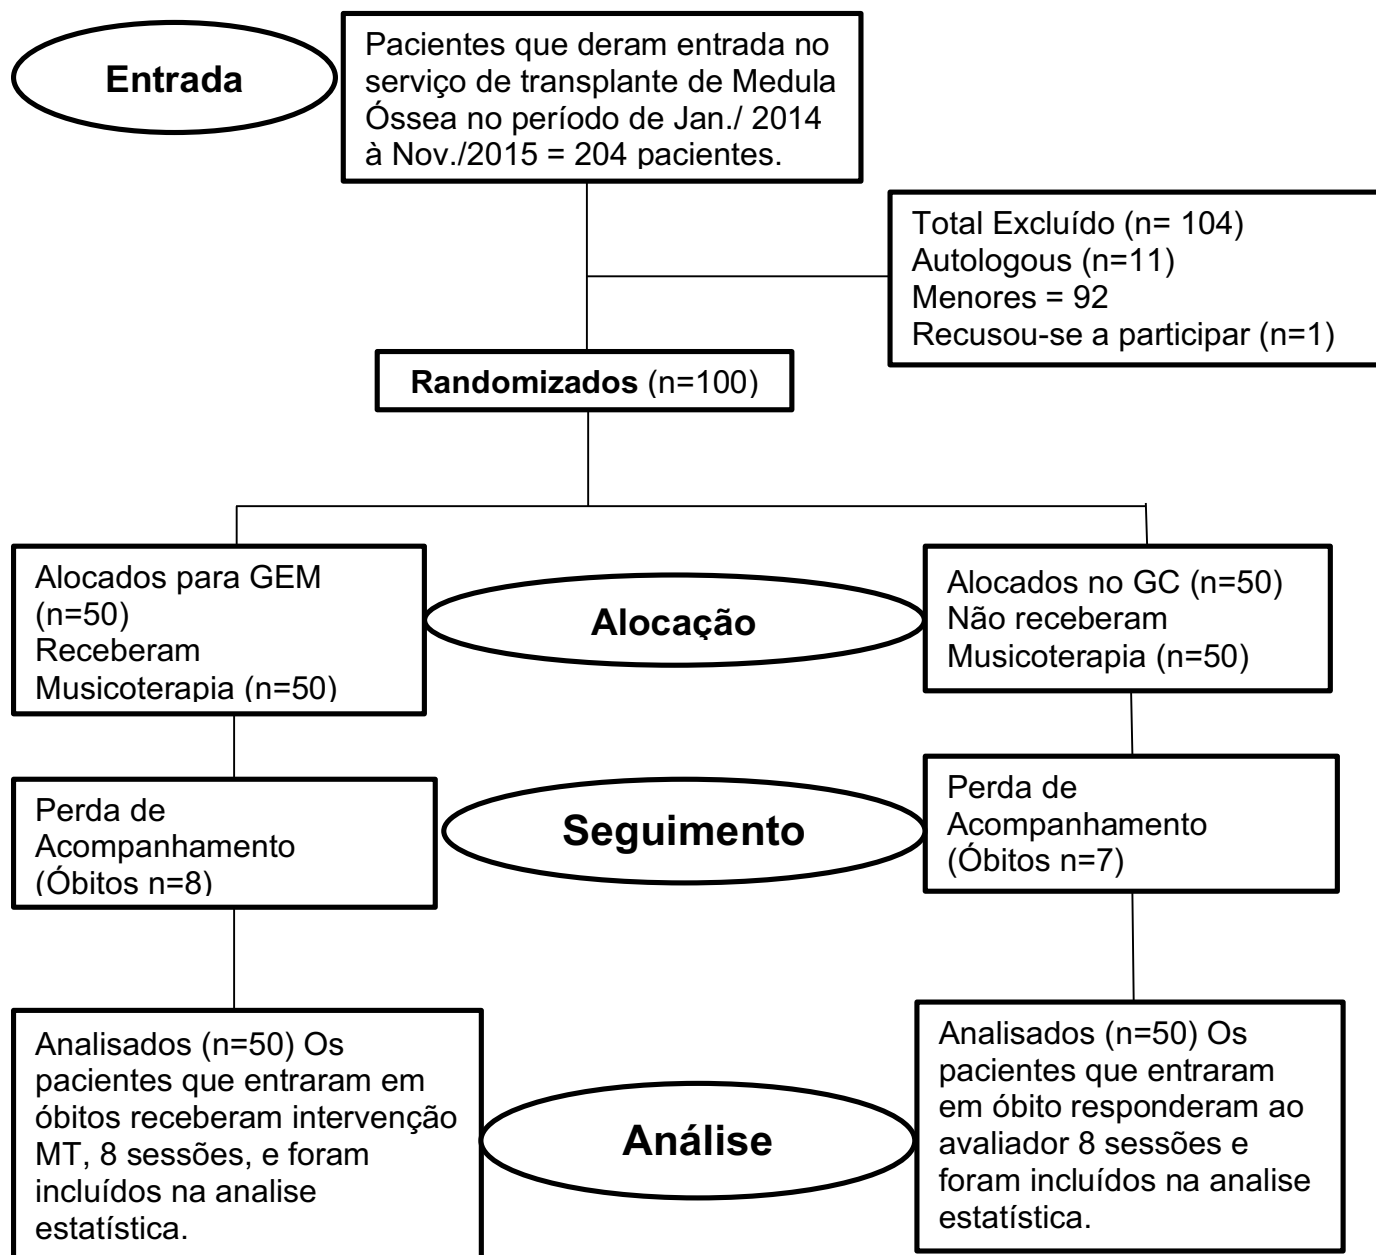 Entrada
Pacientes que deram entrada no
serviço de transplante de Medula
Óssea no período de Jan./ 2014
à Nov./2015 = 204 pacientes.
Total Excluído (n= 104)
Autologous (n=11)
Menores = 92
Recusou-se a participar (n=1)
Randomizados (n=100)
Alocados para GEM
(n=50)
Receberam
Musicoterapia (n=50)
Alocação
Alocados no GC (n=50)
Não receberam
Musicoterapia (n=50)
Perda de
Acompanhamento
(Óbitos n=8)
Seguimento
Perda de
Acompanhamento
(Óbitos n=7)
Analisados (n=50) Os
pacientes que entraram em
óbitos receberam intervenção
MT, 8 sessões, e foram
incluídos na analise
estatística.
Análise
Analisados (n=50) Os
pacientes que entraram
em óbito responderam ao
avaliador 8 sessões e
foram incluídos na analise
estatística.